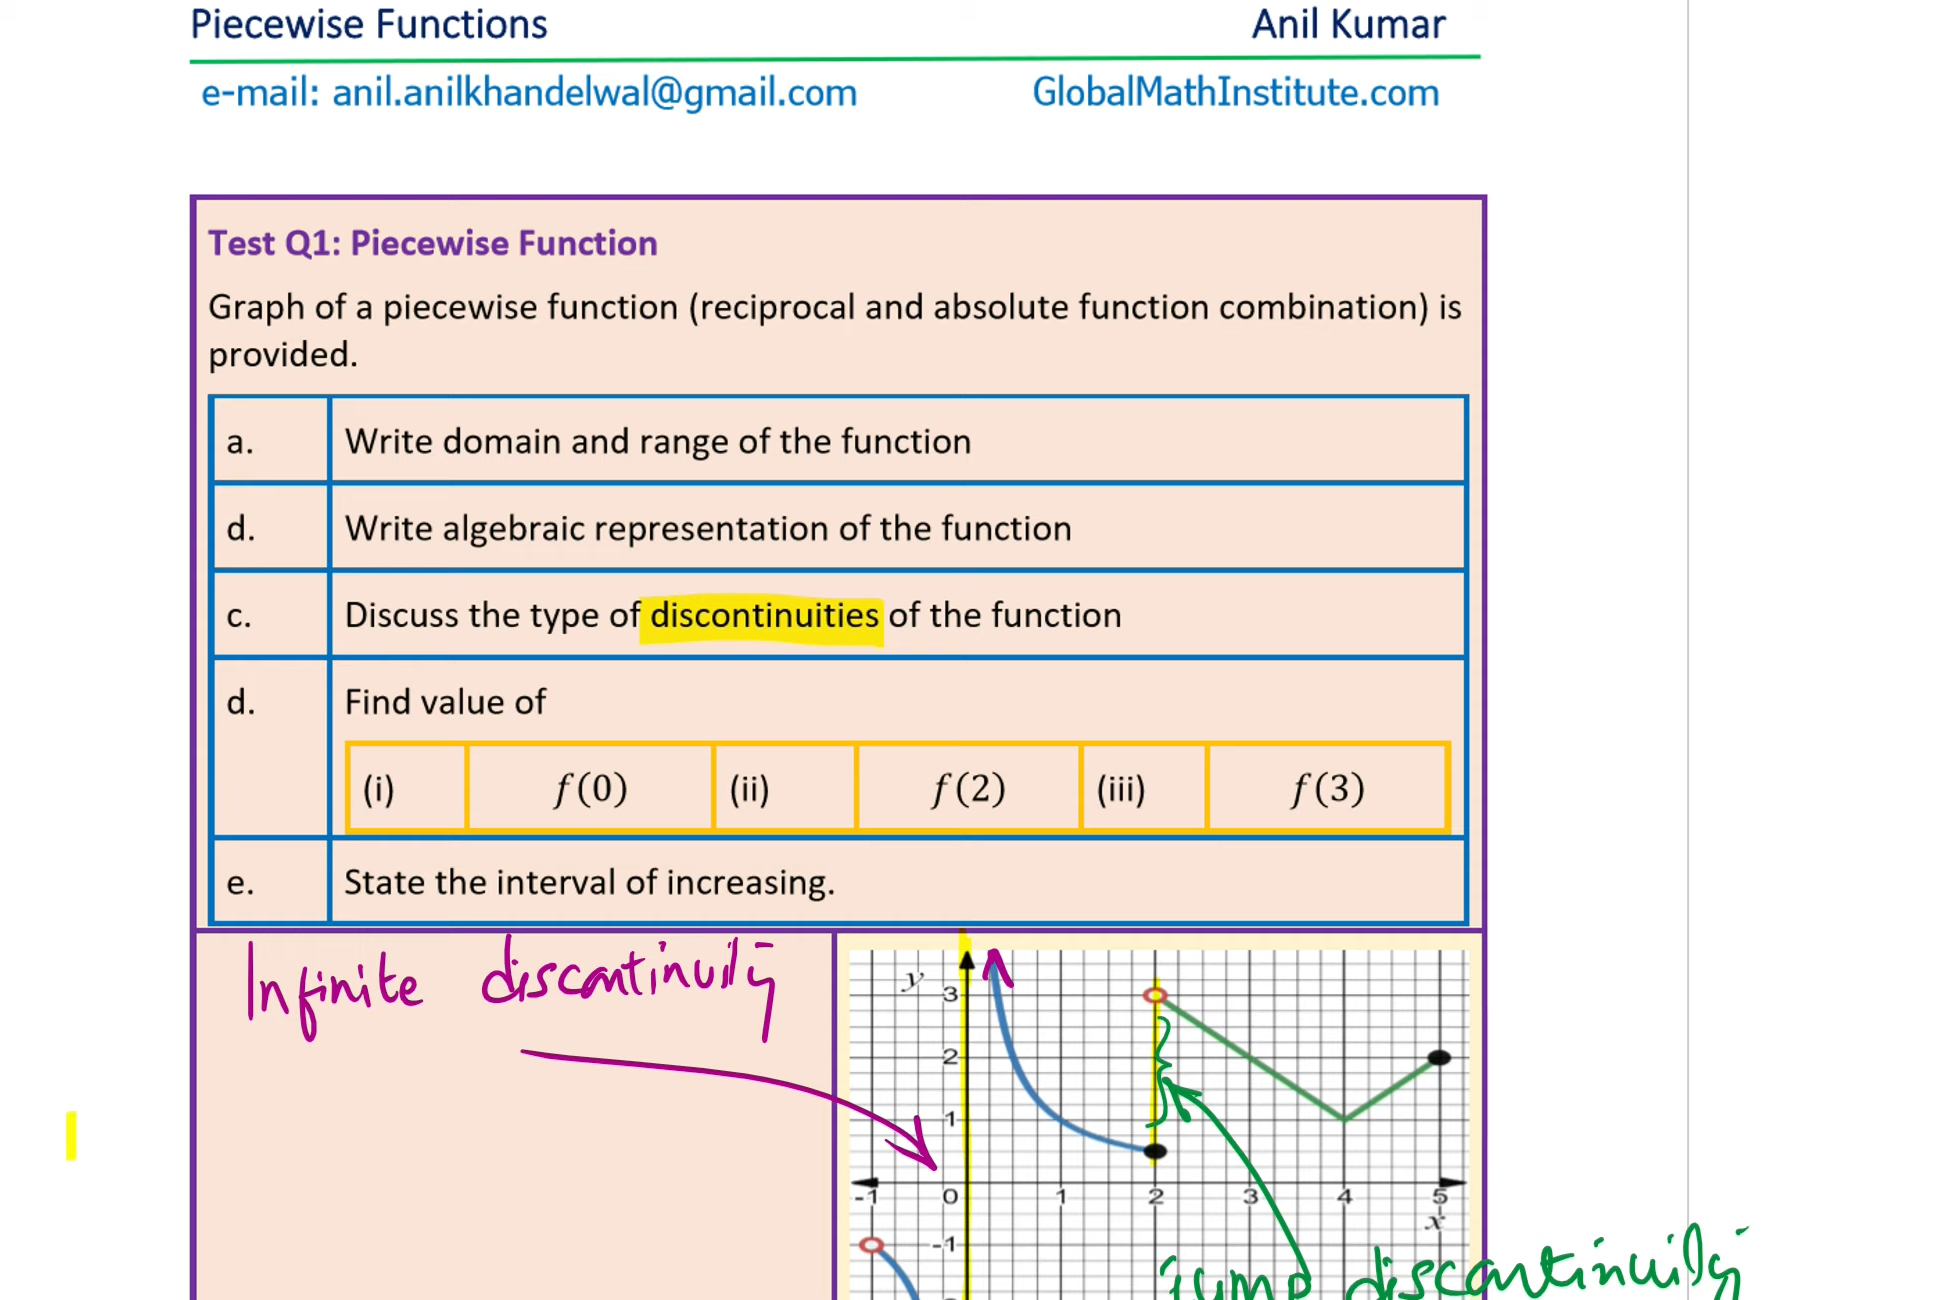 Piecewise Functions Anil Kumar
e-mail: anil.anilkhandelwal@gmail.com GlobalMathInstitute.com
Test Q1: Piecewise Function
Graph of a piecewise function (reciprocal and absolute function combination) is
provided.
a. Write domain and range of the function
d. Write algebraic representation of the function
c. Discuss the type of discontinuities of the function
d. Find value of
(i) f(0) (ii) f(2) (iii) f(3)
e. State the interval of increasing.
Infinite discontinuity
y
3
2
1
-1 0 1 2 3 4 5
x
-1
jump discontinuity